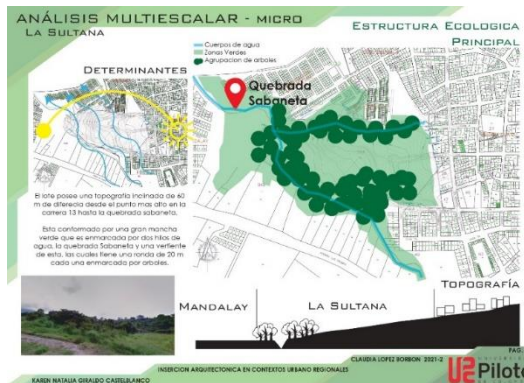 ANÁLISIS MULTIESCALAR - MICRO
LA SULTANA
ESTRUCTURA ECOLOGICA
PRINCIPAL
Cuerpos de agua
Zonas Verdes
Agrupacion de arboles
DETERMINANTES
Quebrada
Sabaneta
El lote posee una topografia inclinada de 60
m de diferecia desde el punto mas alto en la
carrera 13 hasta la quebrada sabaneta.
Esta conformado por una gran mancha
verde que es enmarcada por dos hilos de
agua, la quebrada Sabaneta y una vertiente
de esta, las cuales tiene una ronda de 20 m
cada una enmarcada por arboles.
MANDALAY
LA SULTANA
TOPOGRAFÍA
CLAUDIA LOPEZ BORBON 2021-2
PAG.
INSERCION ARQUITECTONICA EN CONTEXTOS URBANO REGIONALES
KAREN NATALIA GIRALDO CASTELBLANCO
Pilot